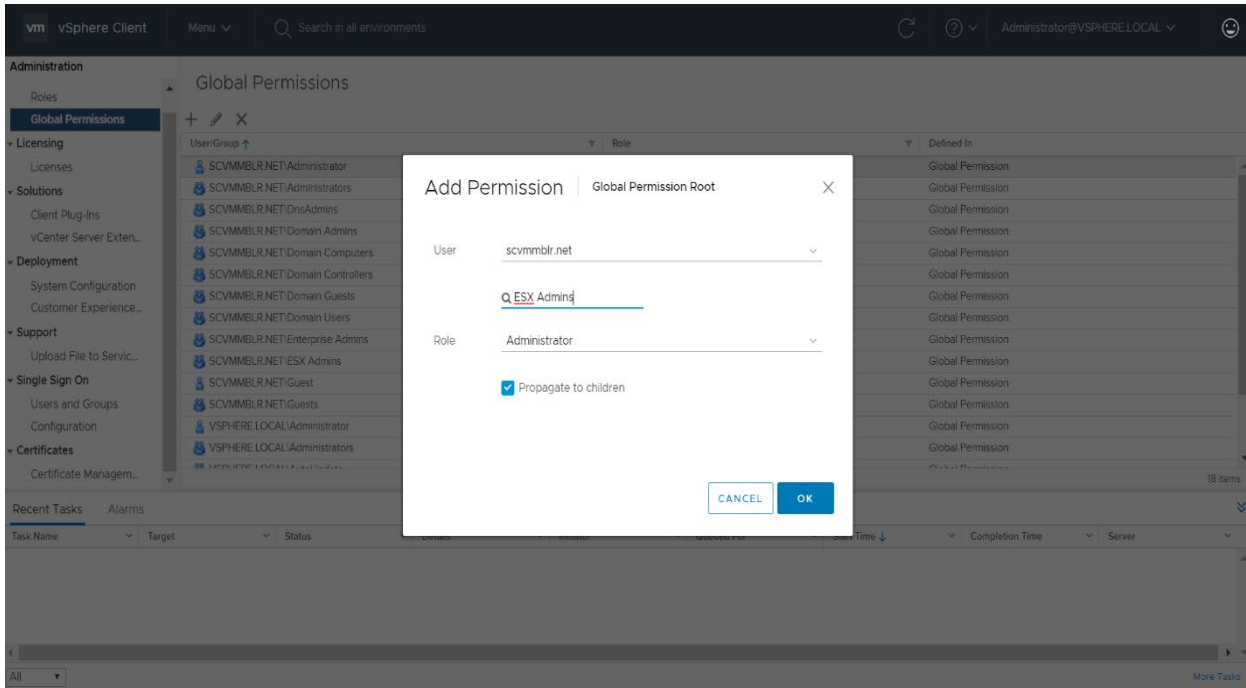 vm vSphere Client Menu Search in all environments Administrator@VSPHERE.LOCAL
Administration
Roles
Global Permissions
Licensing
Licenses
Solutions
Client Plug-Ins
vCenter Server Exten...
Deployment
System Configuration
Customer Experience...
Support
Upload File to Servic...
Single Sign On
Users and Groups
Configuration
Certificates
Certificate Managem...
Global Permissions
User/Group Role Defined In
SCVMMBLR.NET\Administrator Global Permission
SCVMMBLR.NET\Administrators Global Permission
SCVMMBLR.NET\DnsAdmins Global Permission
SCVMMBLR.NET\Domain Admins Global Permission
SCVMMBLR.NET\Domain Computers Global Permission
SCVMMBLR.NET\Domain Controllers Global Permission
SCVMMBLR.NET\Domain Guests Global Permission
SCVMMBLR.NET\Domain Users Global Permission
SCVMMBLR.NET\Enterprise Admins Global Permission
SCVMMBLR.NET\ESX Admins Global Permission
SCVMMBLR.NET\Guest Global Permission
SCVMMBLR.NET\Guests Global Permission
VSPHERE.LOCAL\Administrator Global Permission
VSPHERE.LOCAL\Administrators Global Permission
18 items
Add Permission Global Permission Root
User scvmmblr.net
ESX Admins
Role Administrator
Propagate to children
CANCEL OK
Recent Tasks Alarms
Task Name Target Status Details Initiator Queued For Start Time Completion Time Server
All More Tasks